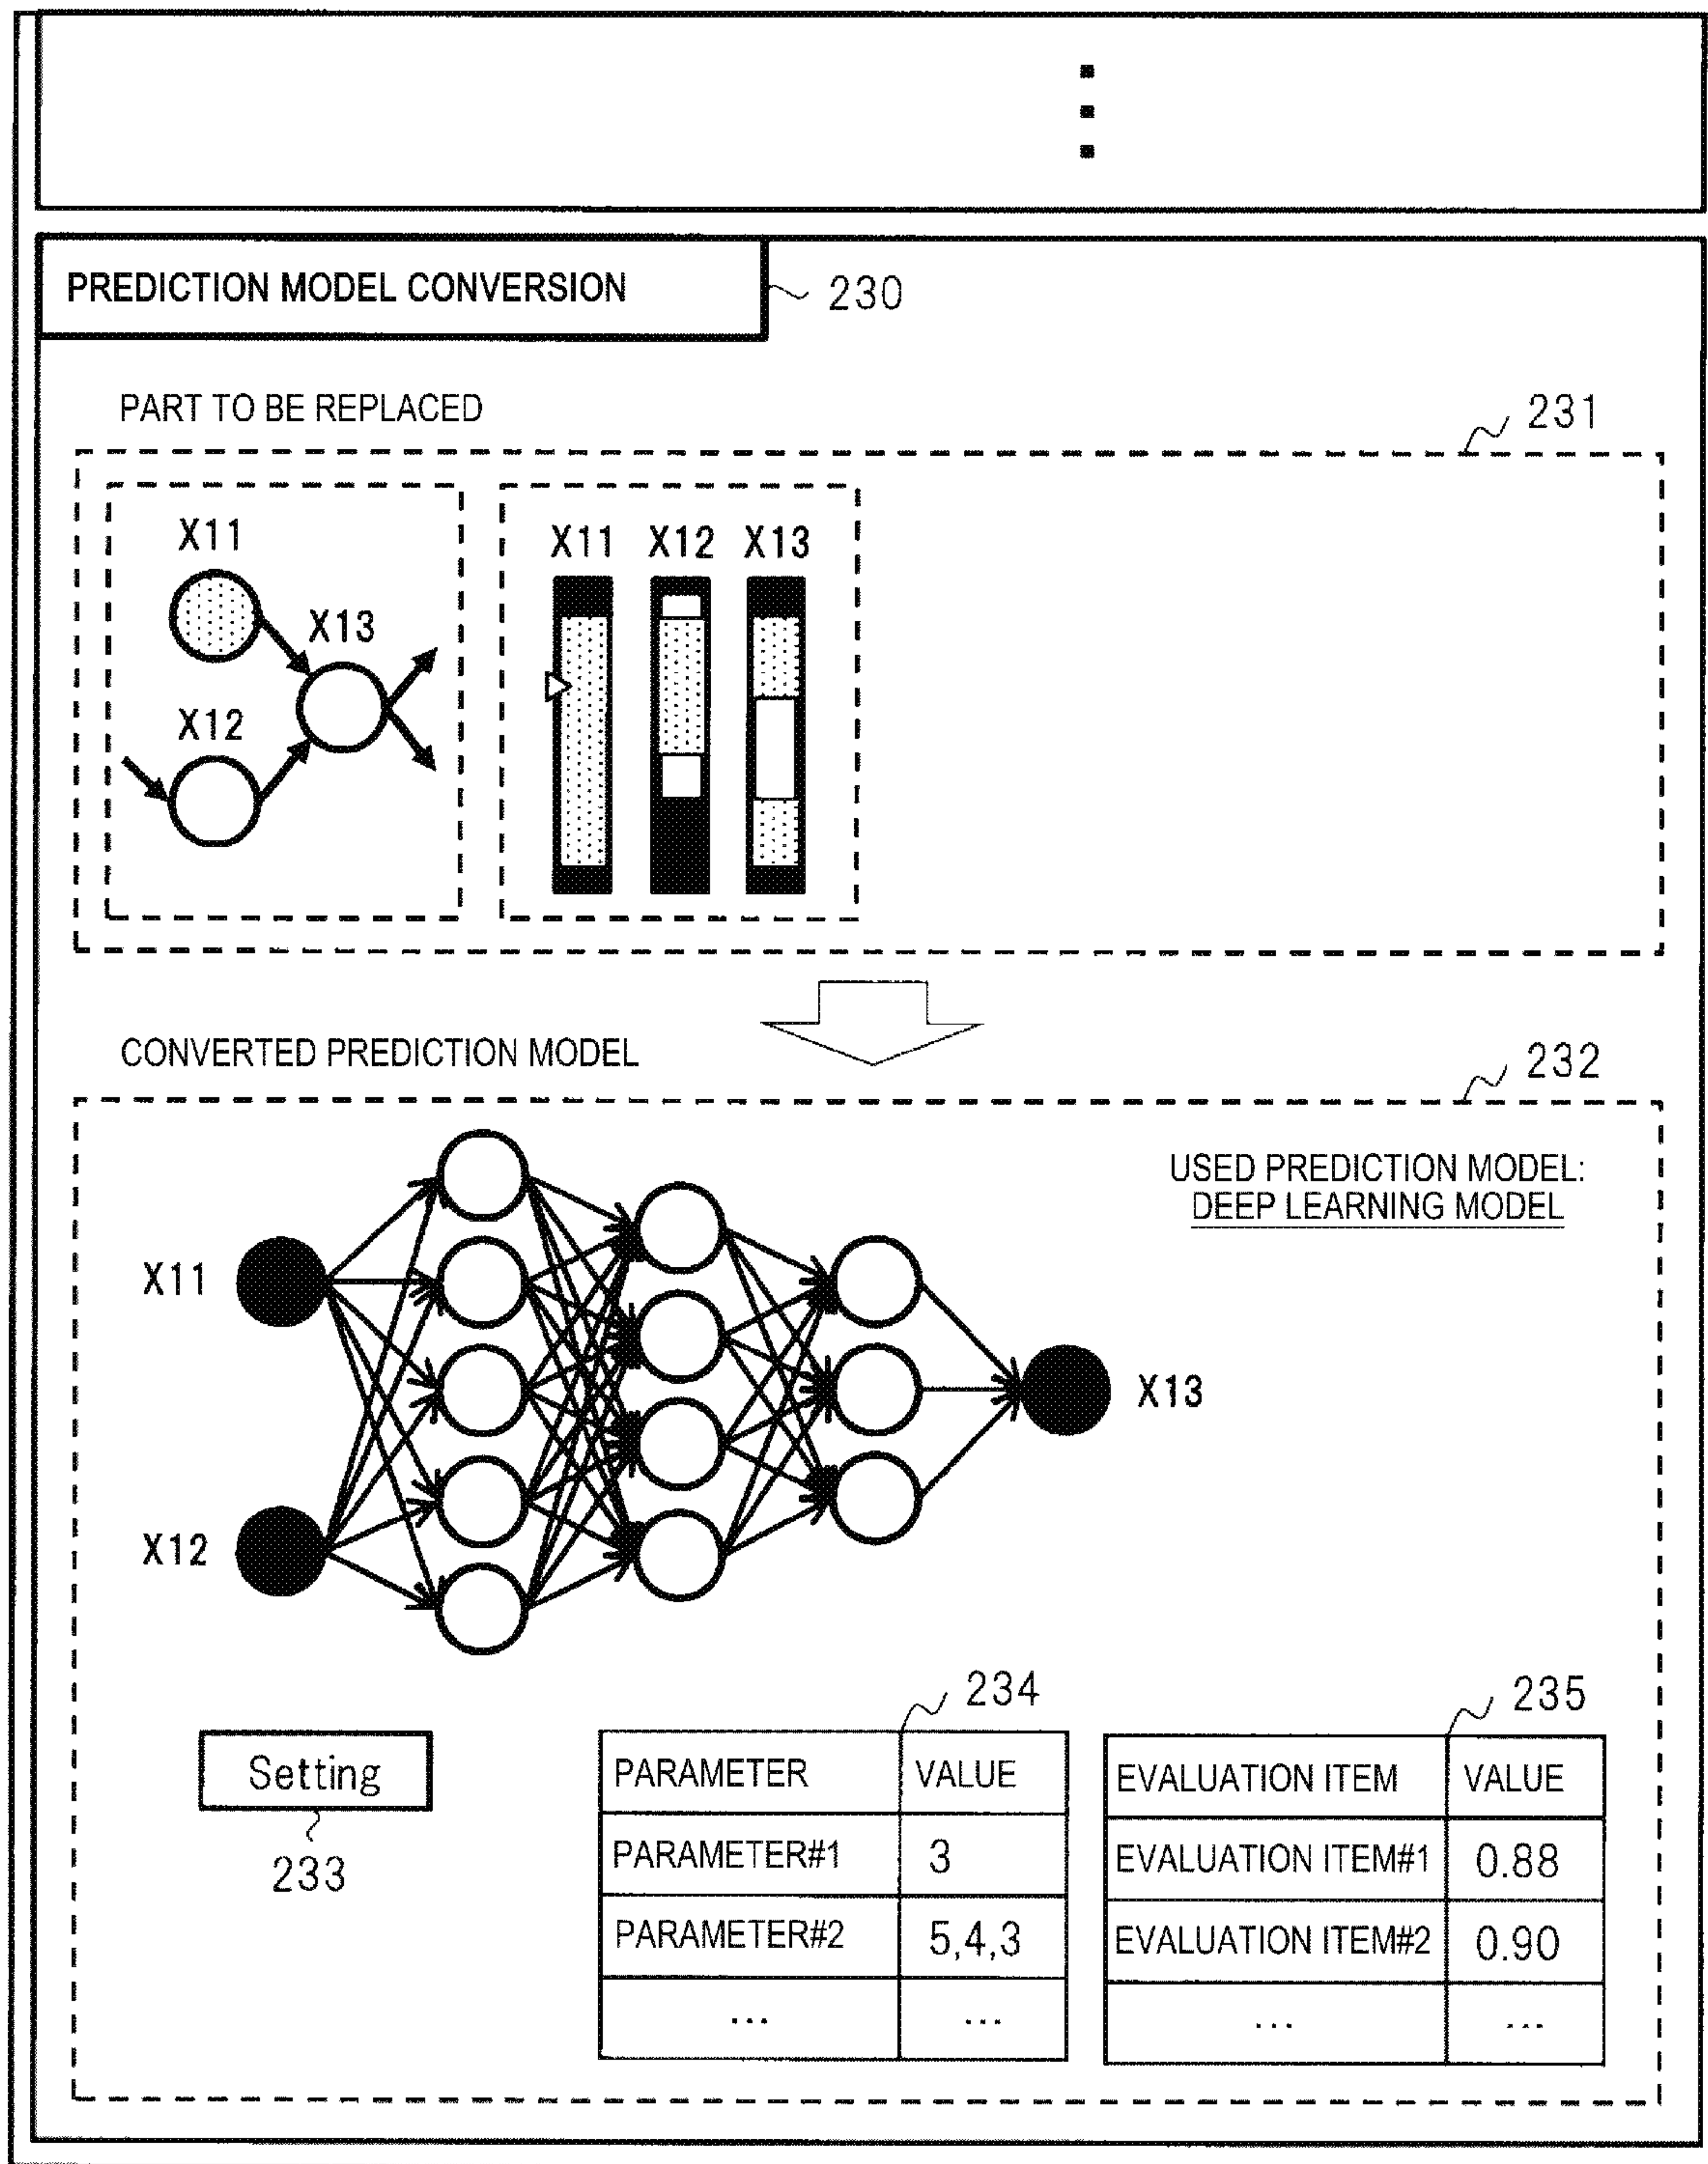 PREDICTION MODEL CONVERSION
230
PART TO BE REPLACED
231
X11
X13
X12
X11 X12 X13
CONVERTED PREDICTION MODEL
232
USED PREDICTION MODEL:
DEEP LEARNING MODEL
X11
X13
X12
234
235
Setting
233
PARAMETER VALUE
PARAMETER#1 3
PARAMETER#2 5,4,3
... ...
EVALUATION ITEM VALUE
EVALUATION ITEM#1 0.88
EVALUATION ITEM#2 0.90
... ...